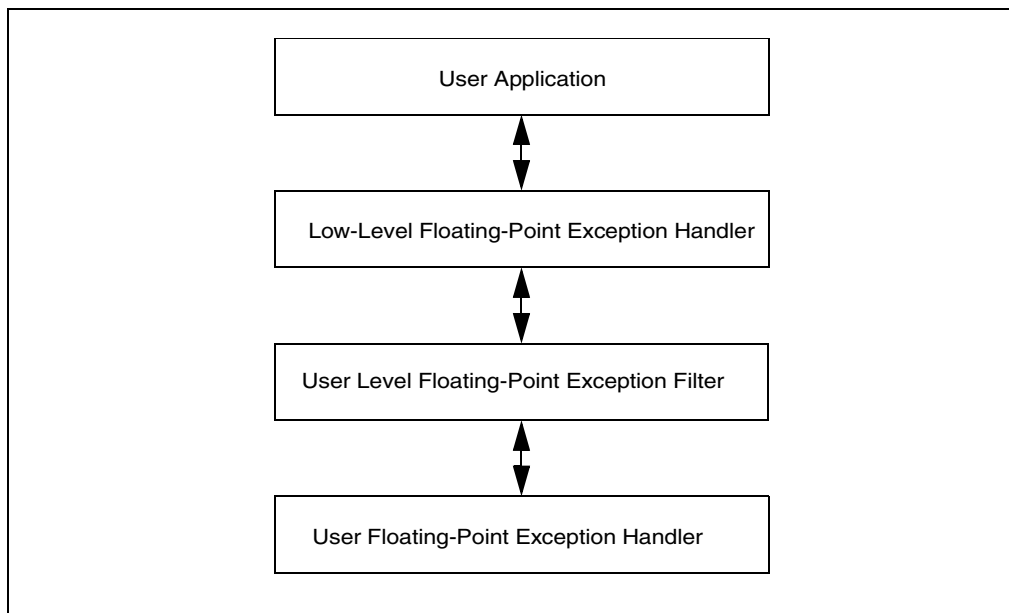 User Application
Low-Level Floating-Point Exception Handler
User Level Floating-Point Exception Filter
User Floating-Point Exception Handler